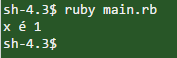 sh-4.3$ ruby main.rb
x é 1
sh-4.3$